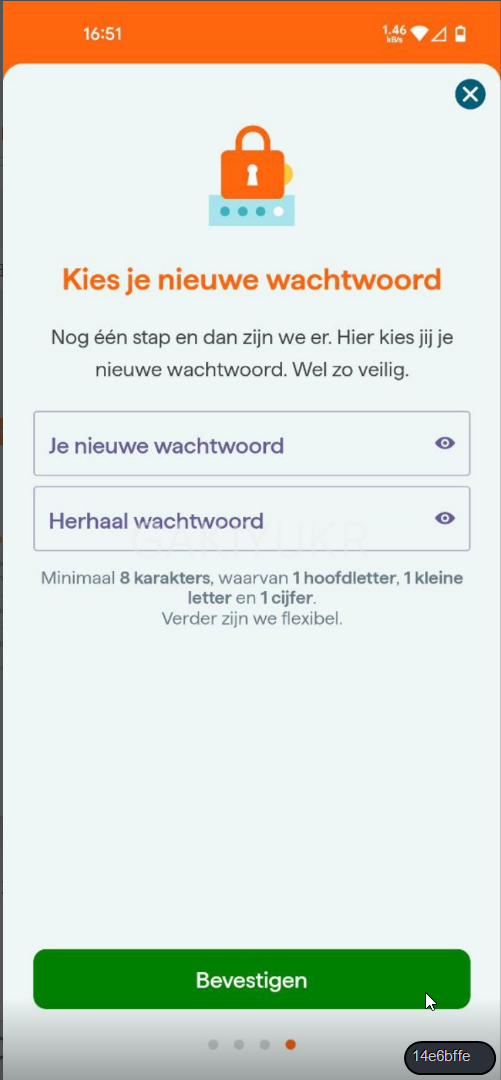 16:51
1.46
kB/s
Kies je nieuwe wachtwoord
Nog één stap en dan zijn we er. Hier kies jij je
nieuwe wachtwoord. Wel zo veilig.
Je nieuwe wachtwoord
Herhaal wachtwoord
GAKIYUKR
Minimaal 8 karakters, waarvan 1 hoofdletter, 1 kleine
letter en 1 cijfer.
Verder zijn we flexibel.
Bevestigen
14e6bffe